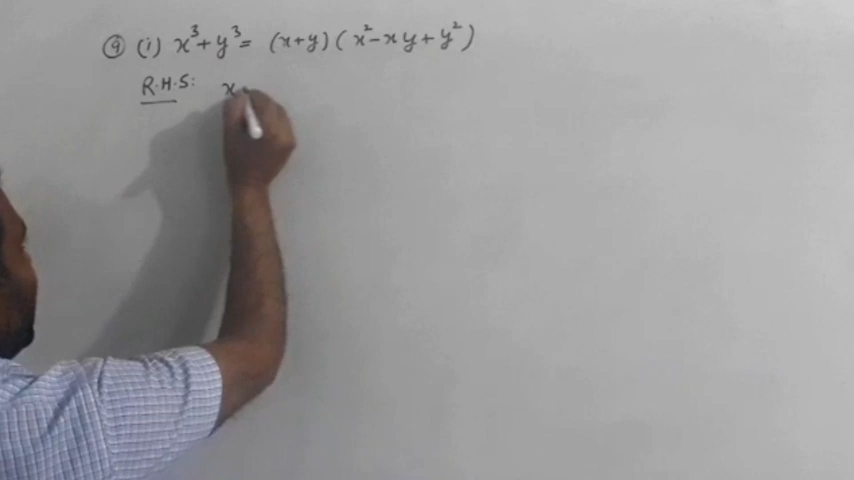 ⑨ (i) x³+y³= (x+y)(x²-xy+y²)
R.H.S: x